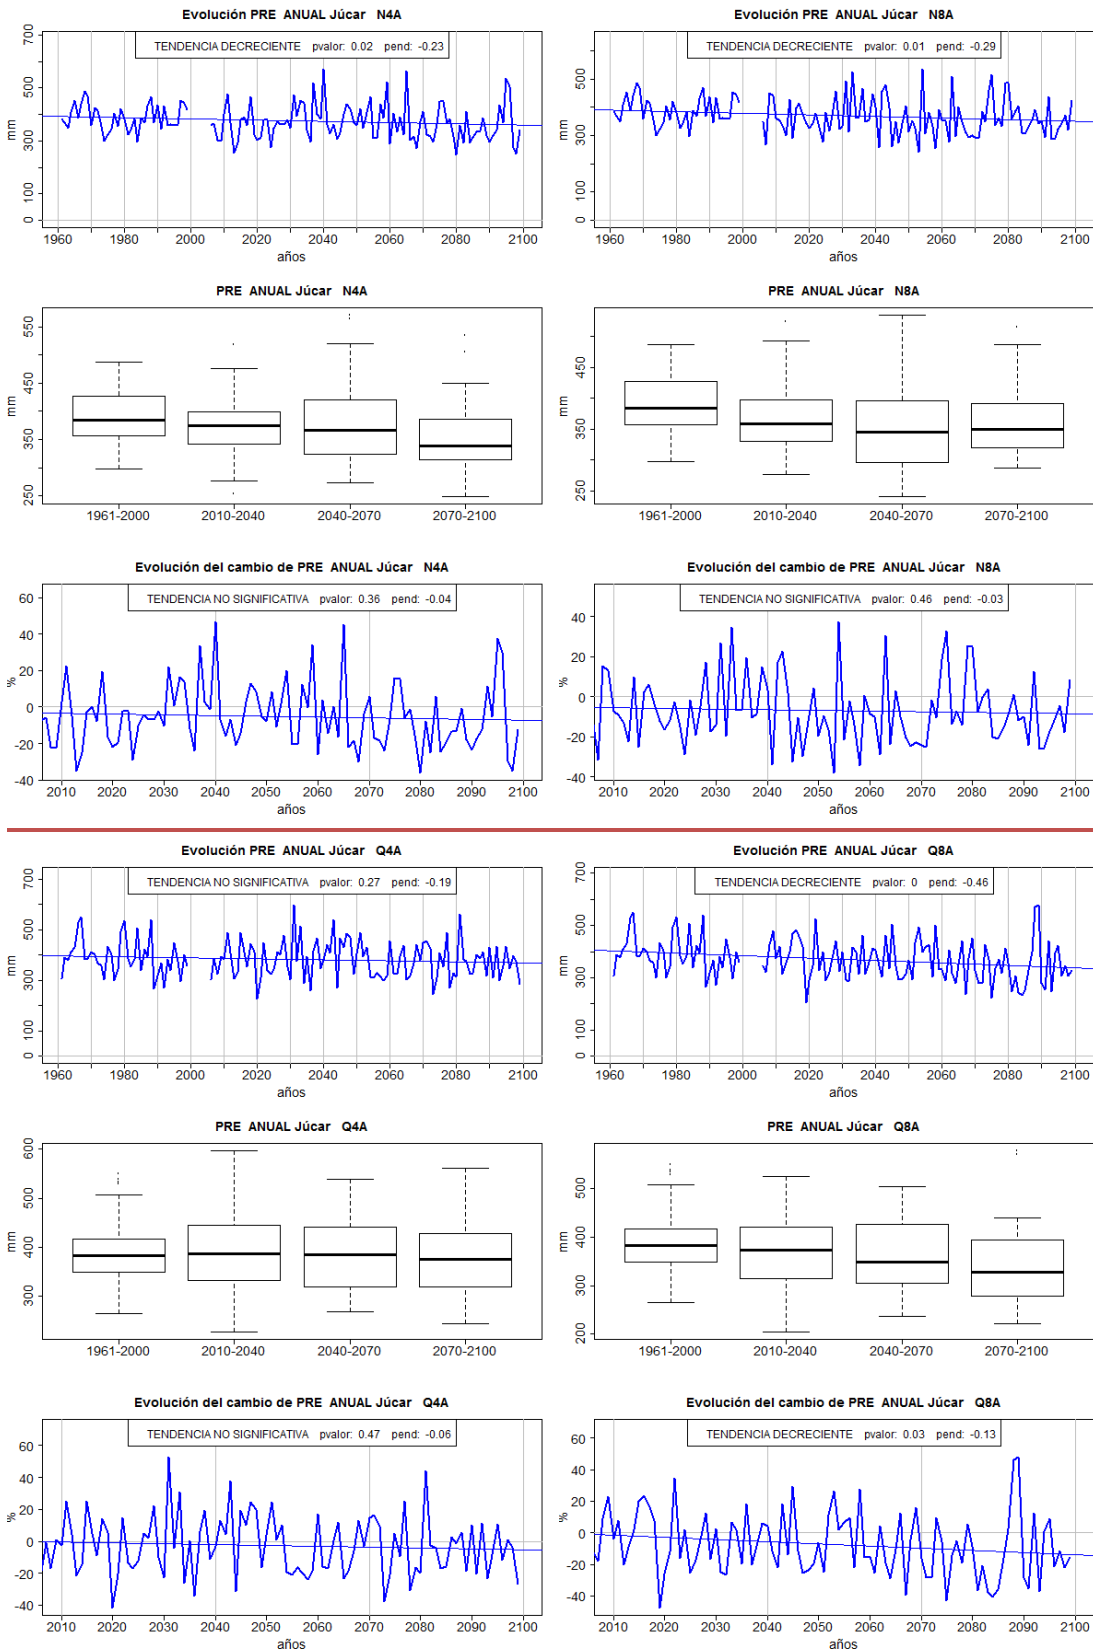 Evolución PRE ANUAL Júcar N4A
TENDENCIA DECRECIENTE pvalor: 0.02 pend: -0.23
mm
0 100 300 500 700
1960 1980 2000 2020 2040 2060 2080 2100
años
Evolución PRE ANUAL Júcar N8A
TENDENCIA DECRECIENTE pvalor: 0.01 pend: -0.29
mm
0 100 300 500
1960 1980 2000 2020 2040 2060 2080 2100
años
PRE ANUAL Júcar N4A
mm
250 350 450 550
1961-2000 2010-2040 2040-2070 2070-2100
PRE ANUAL Júcar N8A
mm
250 350 450
1961-2000 2010-2040 2040-2070 2070-2100
Evolución del cambio de PRE ANUAL Júcar N4A
TENDENCIA NO SIGNIFICATIVA pvalor: 0.36 pend: -0.04
%
60
40
20
0
-20
-40
2010 2020 2030 2040 2050 2060 2070 2080 2090 2100
años
Evolución del cambio de PRE ANUAL Júcar N8A
TENDENCIA NO SIGNIFICATIVA pvalor: 0.46 pend: -0.03
%
40
20
0
-20
-40
2010 2020 2030 2040 2050 2060 2070 2080 2090 2100
años
Evolución PRE ANUAL Júcar Q4A
TENDENCIA NO SIGNIFICATIVA pvalor: 0.27 pend: -0.19
mm
0 100 300 500 700
1960 1980 2000 2020 2040 2060 2080 2100
años
Evolución PRE ANUAL Júcar Q8A
TENDENCIA DECRECIENTE pvalor: 0 pend: -0.46
mm
0 100 300 500 700
1960 1980 2000 2020 2040 2060 2080 2100
años
PRE ANUAL Júcar Q4A
mm
300 400 500 600
1961-2000 2010-2040 2040-2070 2070-2100
PRE ANUAL Júcar Q8A
mm
200 300 400 500
1961-2000 2010-2040 2040-2070 2070-2100
Evolución del cambio de PRE ANUAL Júcar Q4A
TENDENCIA NO SIGNIFICATIVA pvalor: 0.47 pend: -0.06
%
60
40
20
0
-20
-40
2010 2020 2030 2040 2050 2060 2070 2080 2090 2100
años
Evolución del cambio de PRE ANUAL Júcar Q8A
TENDENCIA DECRECIENTE pvalor: 0.03 pend: -0.13
%
60
40
20
0
-20
-40
2010 2020 2030 2040 2050 2060 2070 2080 2090 2100
años